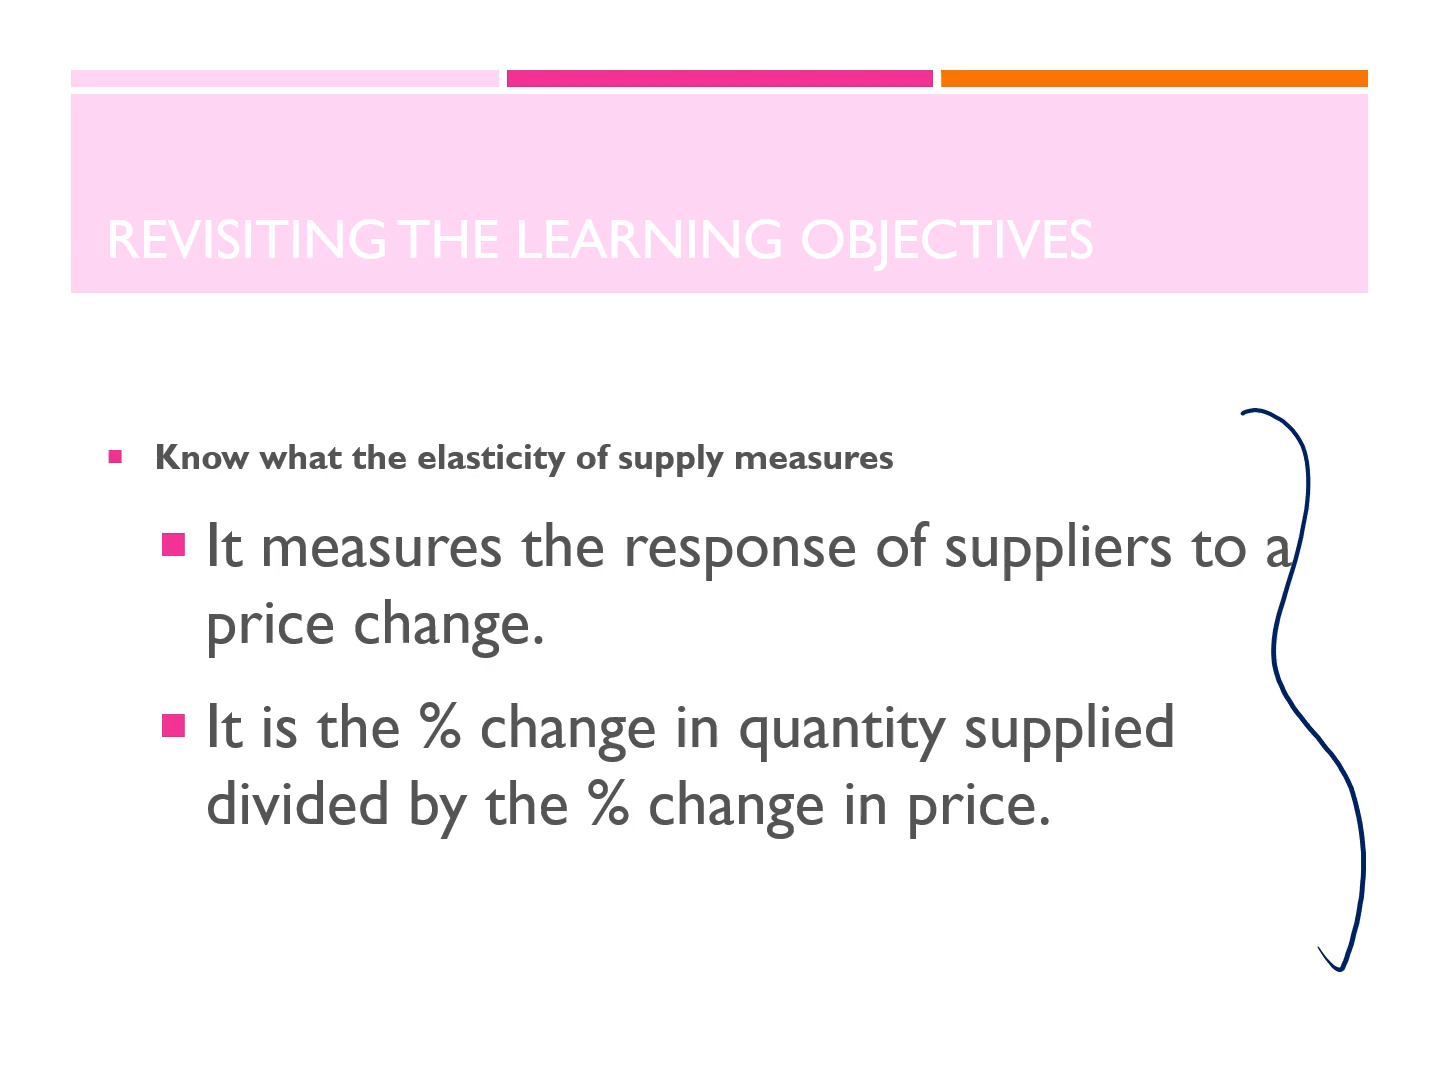 REVISITING THE LEARNING OBJECTIVES
Know what the elasticity of supply measures
It measures the response of suppliers to a
price change.
It is the % change in quantity supplied
divided by the % change in price.